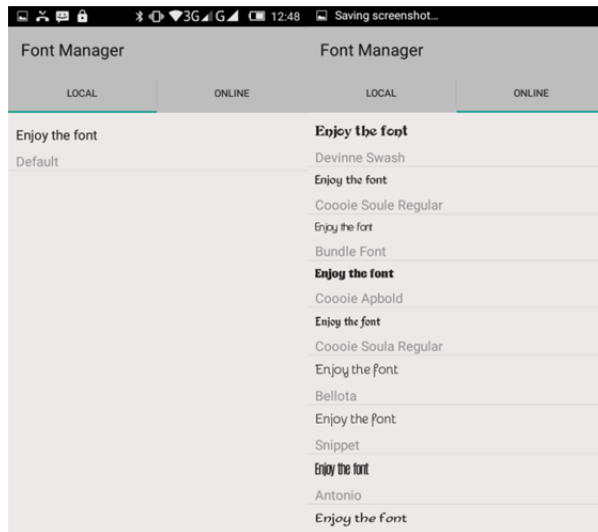 3G G 12:48
Font Manager
LOCAL ONLINE
Enjoy the font
Default
Saving screenshot...
Font Manager
LOCAL ONLINE
Enjoy the font
Devinne Swash
Enjoy the font
Coooie Soule Regular
Enjoy the font
Bundle Font
Enjoy the font
Coooie Apbold
Enjoy the font
Coooie Soula Regular
Enjoy the font
Bellota
Enjoy the font
Snippet
Enjoy the font
Antonio
Enjoy the font